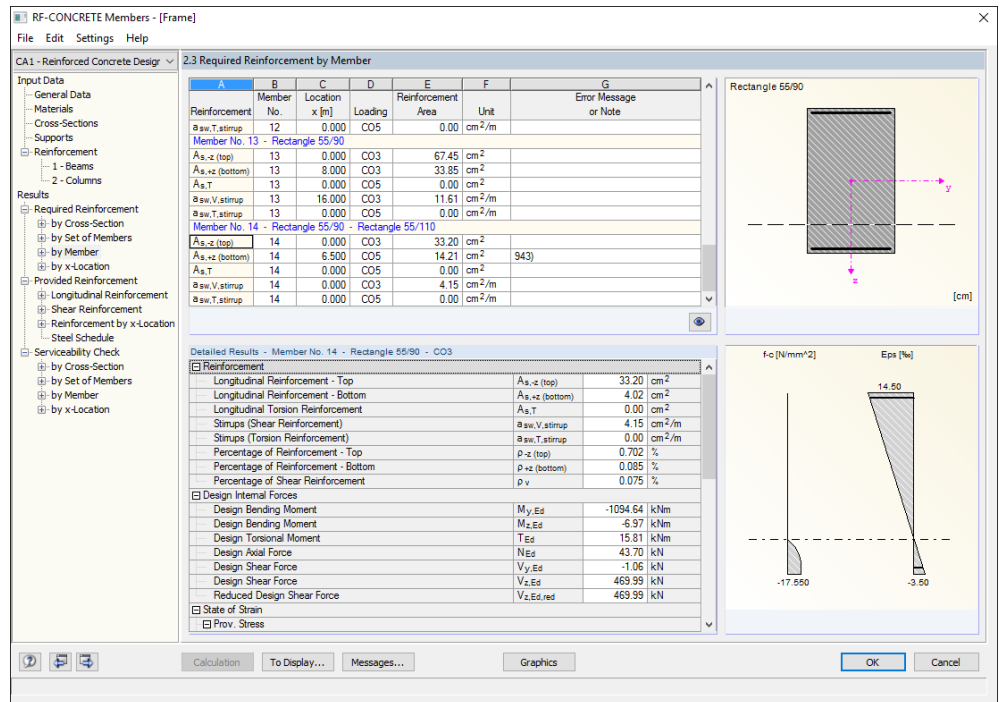 RF-CONCRETE Members - [Frame]
File Edit Settings Help
CA1 - Reinforced Concrete Desigr
Input Data
General Data
Materials
Cross-Sections
Supports
Reinforcement
1 - Beams
2 - Columns
Results
Required Reinforcement
by Cross-Section
by Set of Members
by Member
by x-Location
Provided Reinforcement
Longitudinal Reinforcement
Shear Reinforcement
Reinforcement by x-Location
Steel Schedule
Serviceability Check
by Cross-Section
by Set of Members
by Member
by x-Location
2.3 Required Reinforcement by Member
A B C D E F G
Member Location Reinforcement Error Message
Reinforcement No. x [m] Loading Area Unit or Note
a sw,T,stirrup 12 0.000 CO5 0.00 cm²/m
Member No. 13 - Rectangle 55/90
As,-z (top) 13 0.000 CO3 67.45 cm²
As,+z (bottom) 13 8.000 CO3 33.85 cm²
As,T 13 0.000 CO5 0.00 cm²
a sw,V,stirrup 13 16.000 CO3 11.61 cm²/m
a sw,T,stirrup 13 0.000 CO5 0.00 cm²/m
Member No. 14 - Rectangle 55/90 - Rectangle 55/110
As,-z (top) 14 0.000 CO3 33.20 cm²
As,+z (bottom) 14 6.500 CO5 14.21 cm² 943)
As,T 14 0.000 CO5 0.00 cm²
a sw,V,stirrup 14 0.000 CO5 4.15 cm²/m
a sw,T,stirrup 14 0.000 CO5 0.00 cm²/m
Rectangle 55/90
y
z
[cm]
Detailed Results - Member No. 14 - Rectangle 55/90 - CO3
Reinforcement
Longitudinal Reinforcement - Top As,-z (top) 33.20 cm²
Longitudinal Reinforcement - Bottom As,+z (bottom) 4.02 cm²
Longitudinal Torsion Reinforcement As,T 0.00 cm²
Stirrups (Shear Reinforcement) a sw,V,stirrup 4.15 cm²/m
Stirrups (Torsion Reinforcement) a sw,T,stirrup 0.00 cm²/m
Percentage of Reinforcement - Top ρ -z (top) 0.702 %
Percentage of Reinforcement - Bottom ρ +z (bottom) 0.085 %
Percentage of Shear Reinforcement ρ v 0.075 %
Design Internal Forces
Design Bending Moment My,Ed -1094.64 kNm
Design Bending Moment Mz,Ed -6.97 kNm
Design Torsional Moment TEd 15.81 kNm
Design Axial Force NEd 43.70 kN
Design Shear Force Vy,Ed -1.06 kN
Design Shear Force Vz,Ed 469.99 kN
Reduced Design Shear Force Vz,Ed,red 469.99 kN
State of Strain
Prov. Stress
f-c [N/mm^2] Eps [‰]
14.50
-17.550 -3.50
Calculation To Display... Messages... Graphics OK Cancel